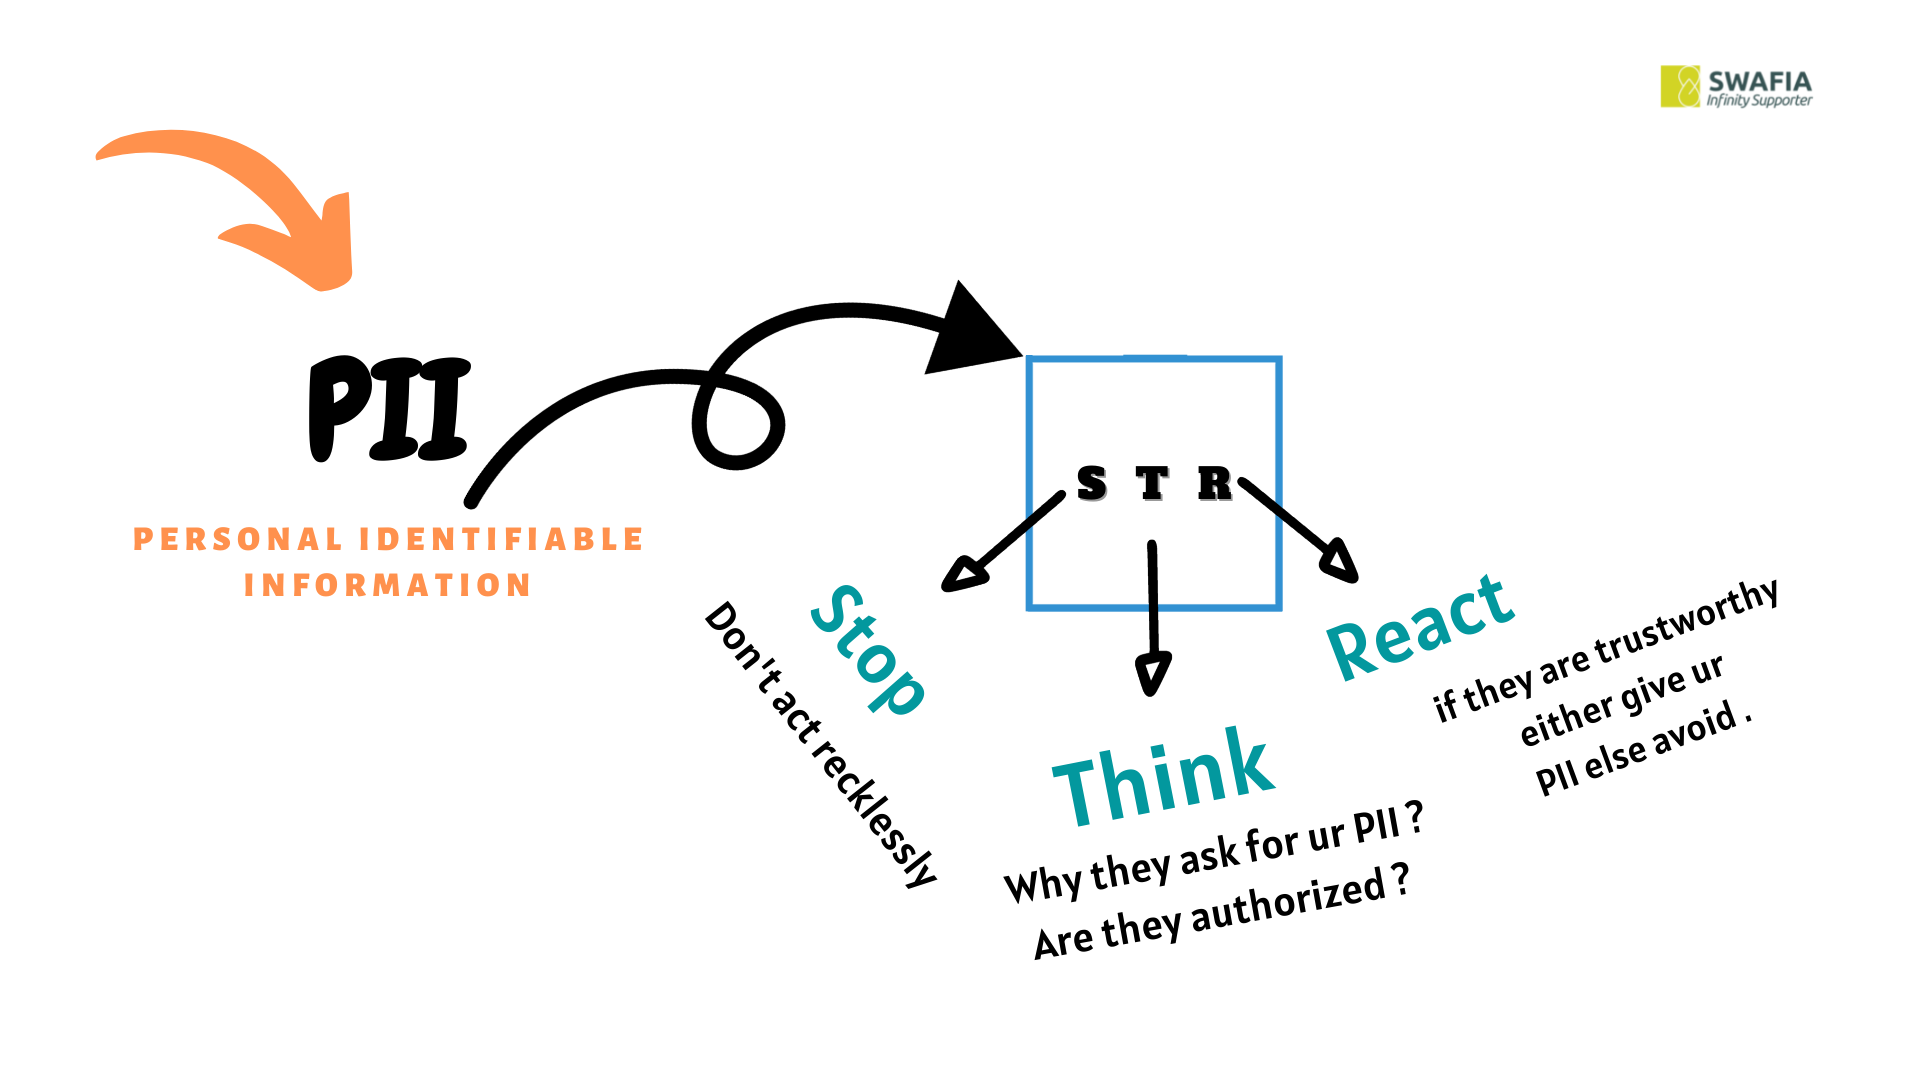 SWAFIA
Infinity Supporter
PII
PERSONAL IDENTIFIABLE
INFORMATION
S T R
Stop
Don't act recklessly
Think
Why they ask for ur PII ?
Are they authorized ?
React
if they are trustworthy
either give ur
PII else avoid .